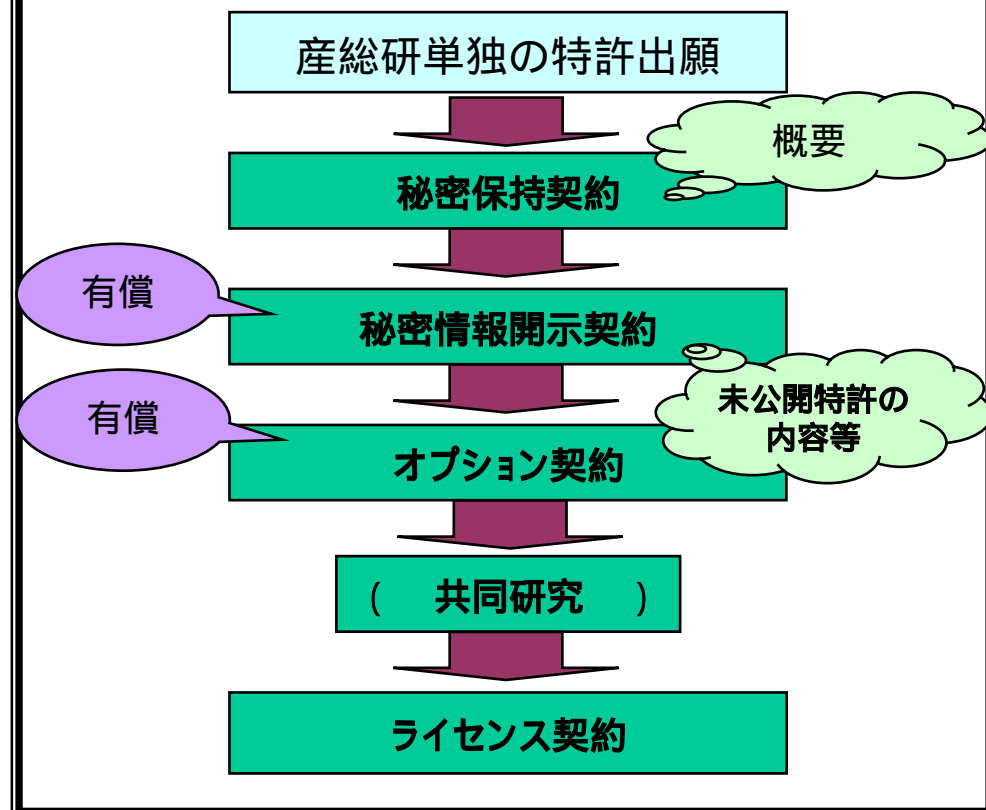 産総研単独の特許出願
概要
秘密保持契約
有償
秘密情報開示契約
未公開特許の
内容等
有償
オプション契約
( 共同研究 )
ライセンス契約